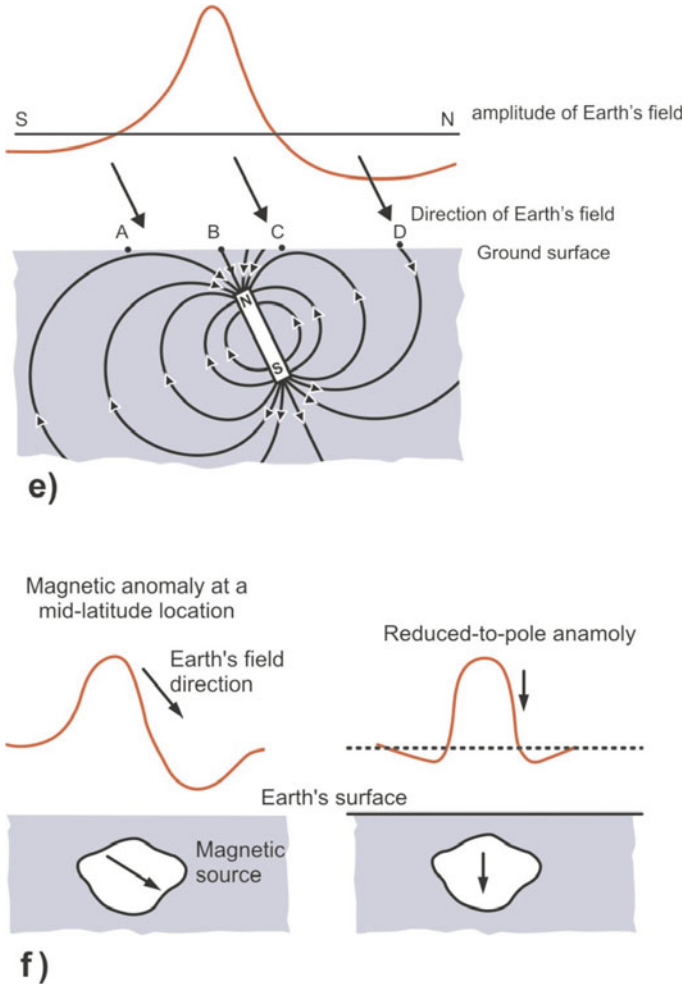 S
N
amplitude of Earth's field
Direction of Earth's field
A
B
C
D
Ground surface
N
S
e)
Magnetic anomaly at a
mid-latitude location
Earth's field
direction
Reduced-to-pole anamoly
Earth's surface
Magnetic
source
f)